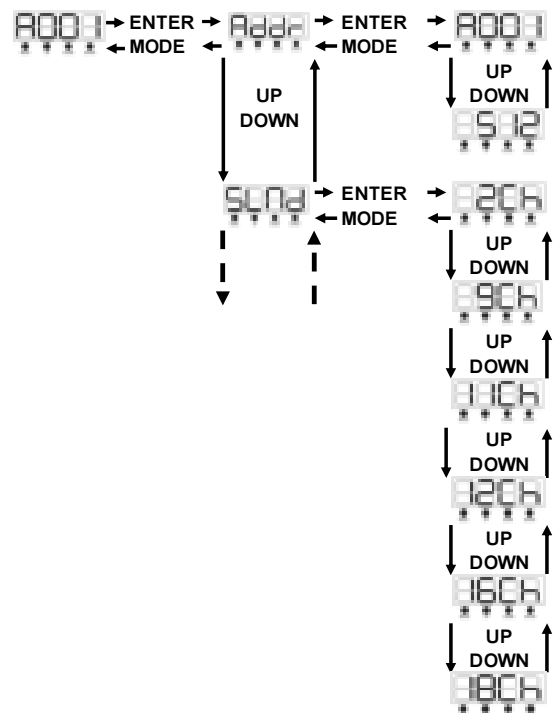 A001 ENTER Addr ENTER A001
MODE MODE
UP
DOWN
UP
DOWN
512
SLNd ENTER 2Ch
MODE
UP
DOWN
9Ch
UP
DOWN
11Ch
UP
DOWN
12Ch
UP
DOWN
16Ch
UP
DOWN
18Ch